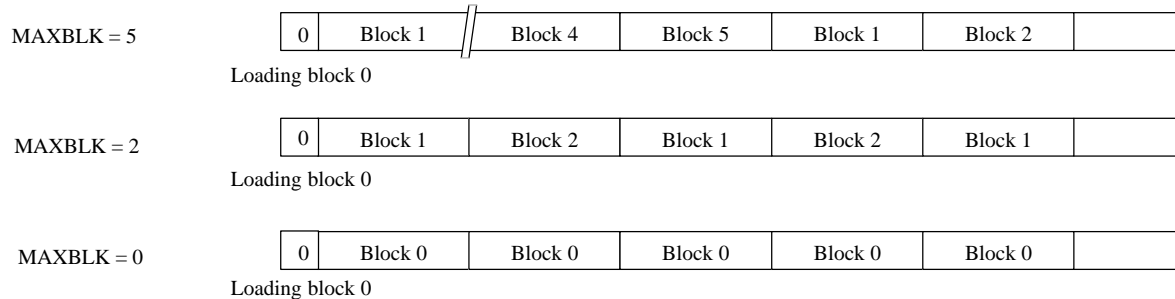 MAXBLK = 5 0 Block 1 Block 4 Block 5 Block 1 Block 2
Loading block 0
MAXBLK = 2 0 Block 1 Block 2 Block 1 Block 2 Block 1
Loading block 0
MAXBLK = 0 0 Block 0 Block 0 Block 0 Block 0 Block 0
Loading block 0